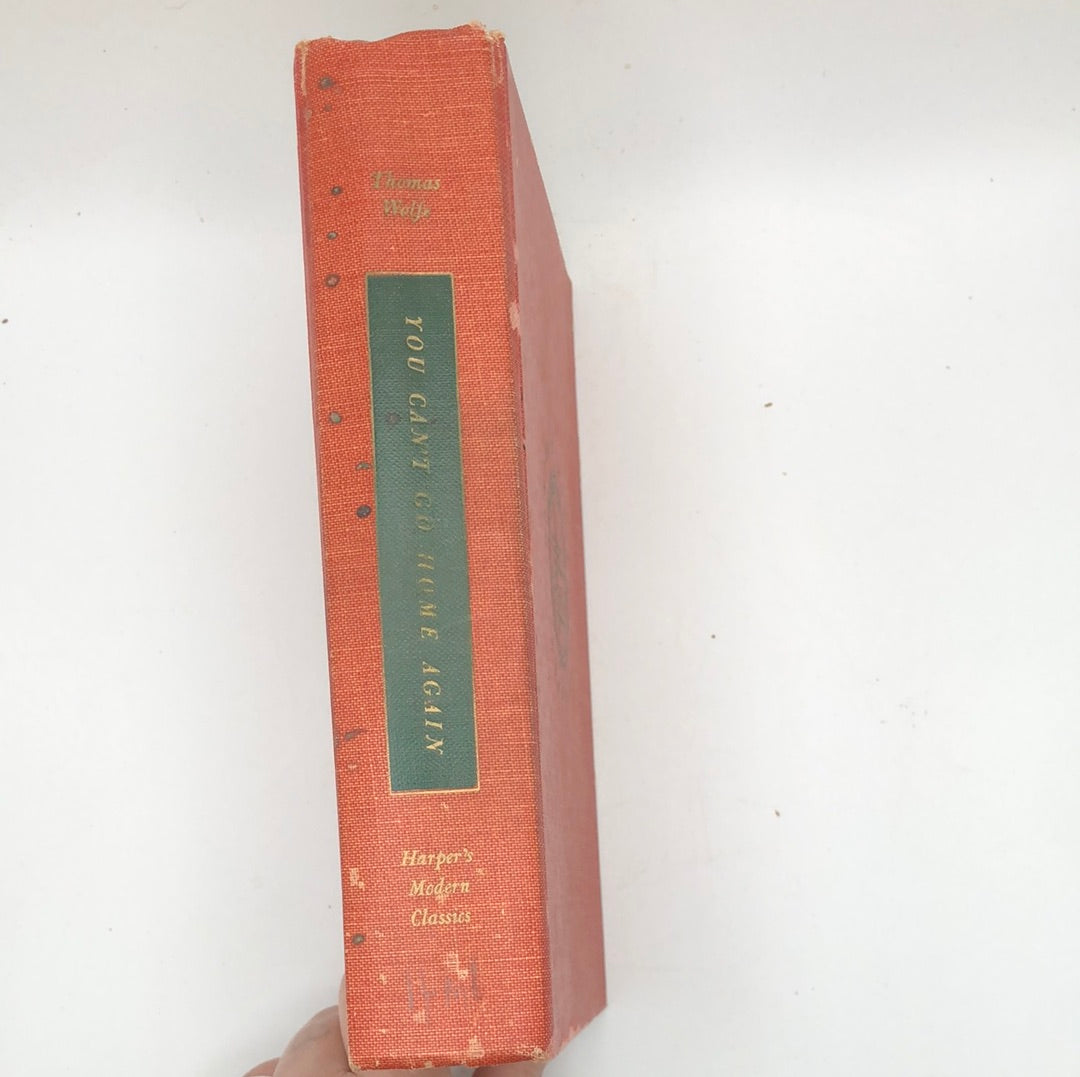 Thomas
Wolfe
YOU CAN'T GO HOME AGAIN
Harper's
Modern
Classics